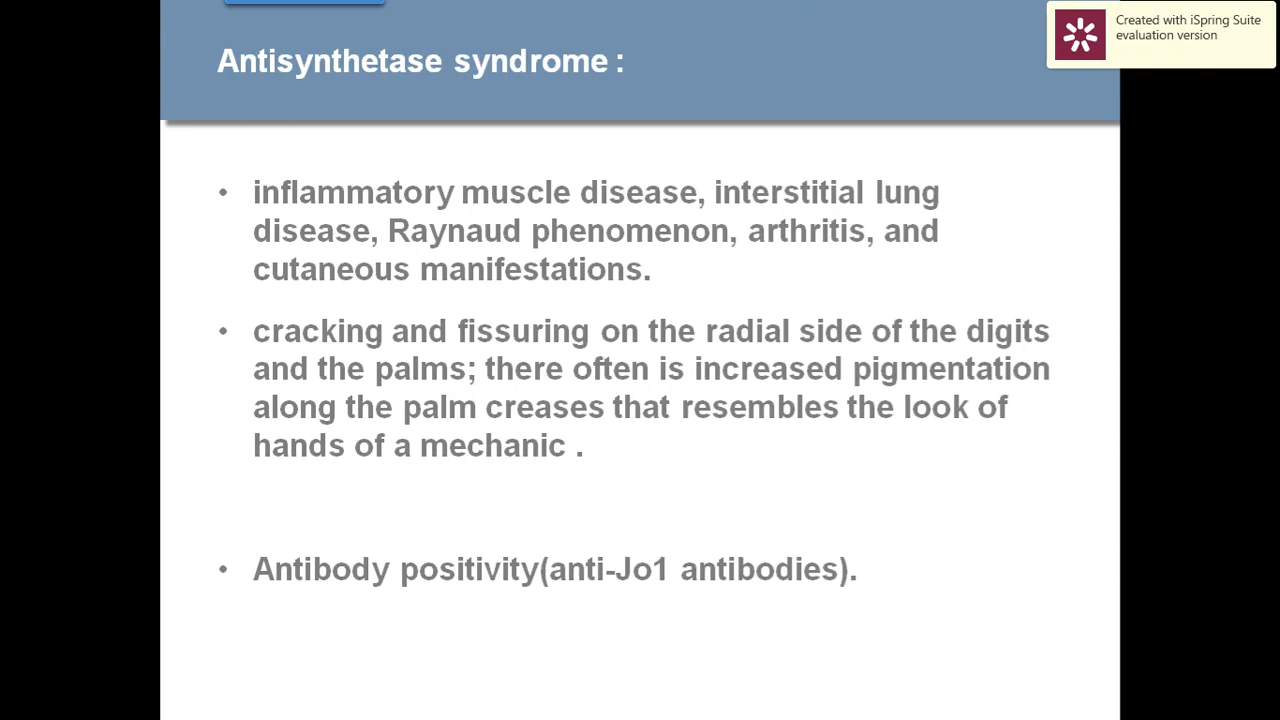 Created with iSpring Suite
evaluation version
Antisynthetase syndrome :
• inflammatory muscle disease, interstitial lung
disease, Raynaud phenomenon, arthritis, and
cutaneous manifestations.
• cracking and fissuring on the radial side of the digits
and the palms; there often is increased pigmentation
along the palm creases that resembles the look of
hands of a mechanic .
• Antibody positivity(anti-Jo1 antibodies).